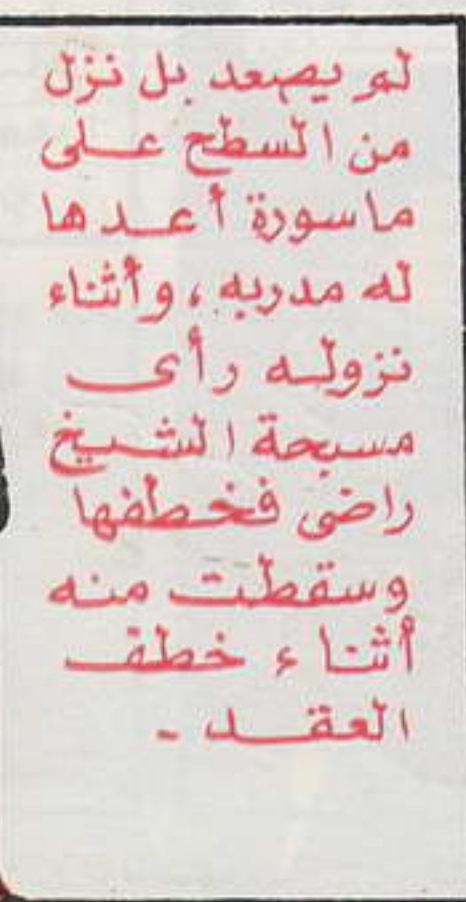 لم يصعد بل نزل
من السطح على
ماسورة أعدها
له مدربه ، وأثناء
نزوله رأى
مسبحة الشيخ
راضى فخطفها
وسقطت منه
أثناء خطف
العقد -